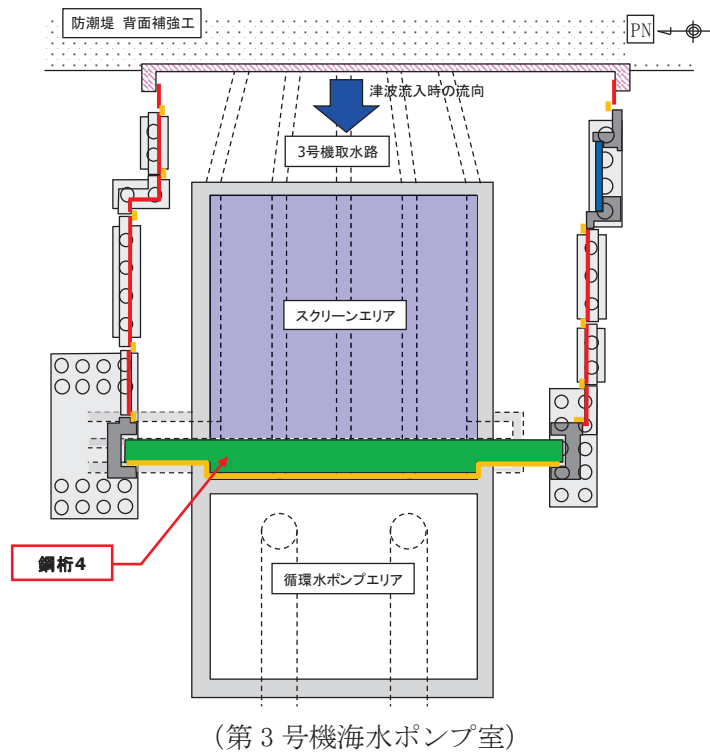 防潮堤 背面補強工
PN
津波流入時の流向
3号機取水路
スクリーンエリア
鋼桁4
循環水ポンプエリア
(第3号機海水ポンプ室)